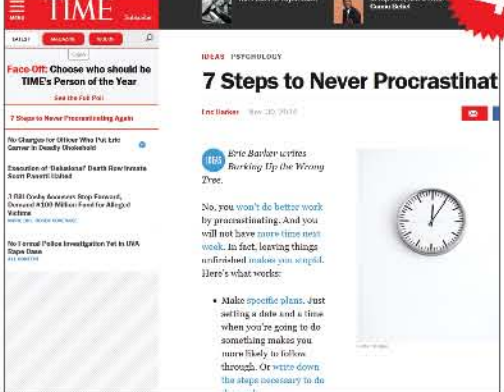 TIME
Subscribe
LATEST
MAGAZINE
VIDEOS
Face-Off: Choose who should be
TIME's Person of the Year
See the Full Poll
7 Steps to Never Procrastinating Again
No Charges for Officer Who Put Eric
Garner in Deadly Chokehold
Execution of 'Delusional' Death Row Inmate
Scott Panetti Halted
3 Bill Cosby Accusers Step Forward,
Demand $100 Million Fund for Alleged
Victims
No Formal Police Investigation Yet in UVA
Rape Case
IDEAS PSYCHOLOGY
7 Steps to Never Procrastinat
Eric Barker
IDEAS
Eric Barker writes
Barking Up the Wrong
Tree.
No, you won't do better work
by procrastinating. And you
will not have more time next
week. In fact, leaving things
unfinished makes you stupid.
Here's what works:
• Make specific plans. Just
setting a date and a time
when you're going to do
something makes you
more likely to follow
through. Or write down
the steps necessary to do